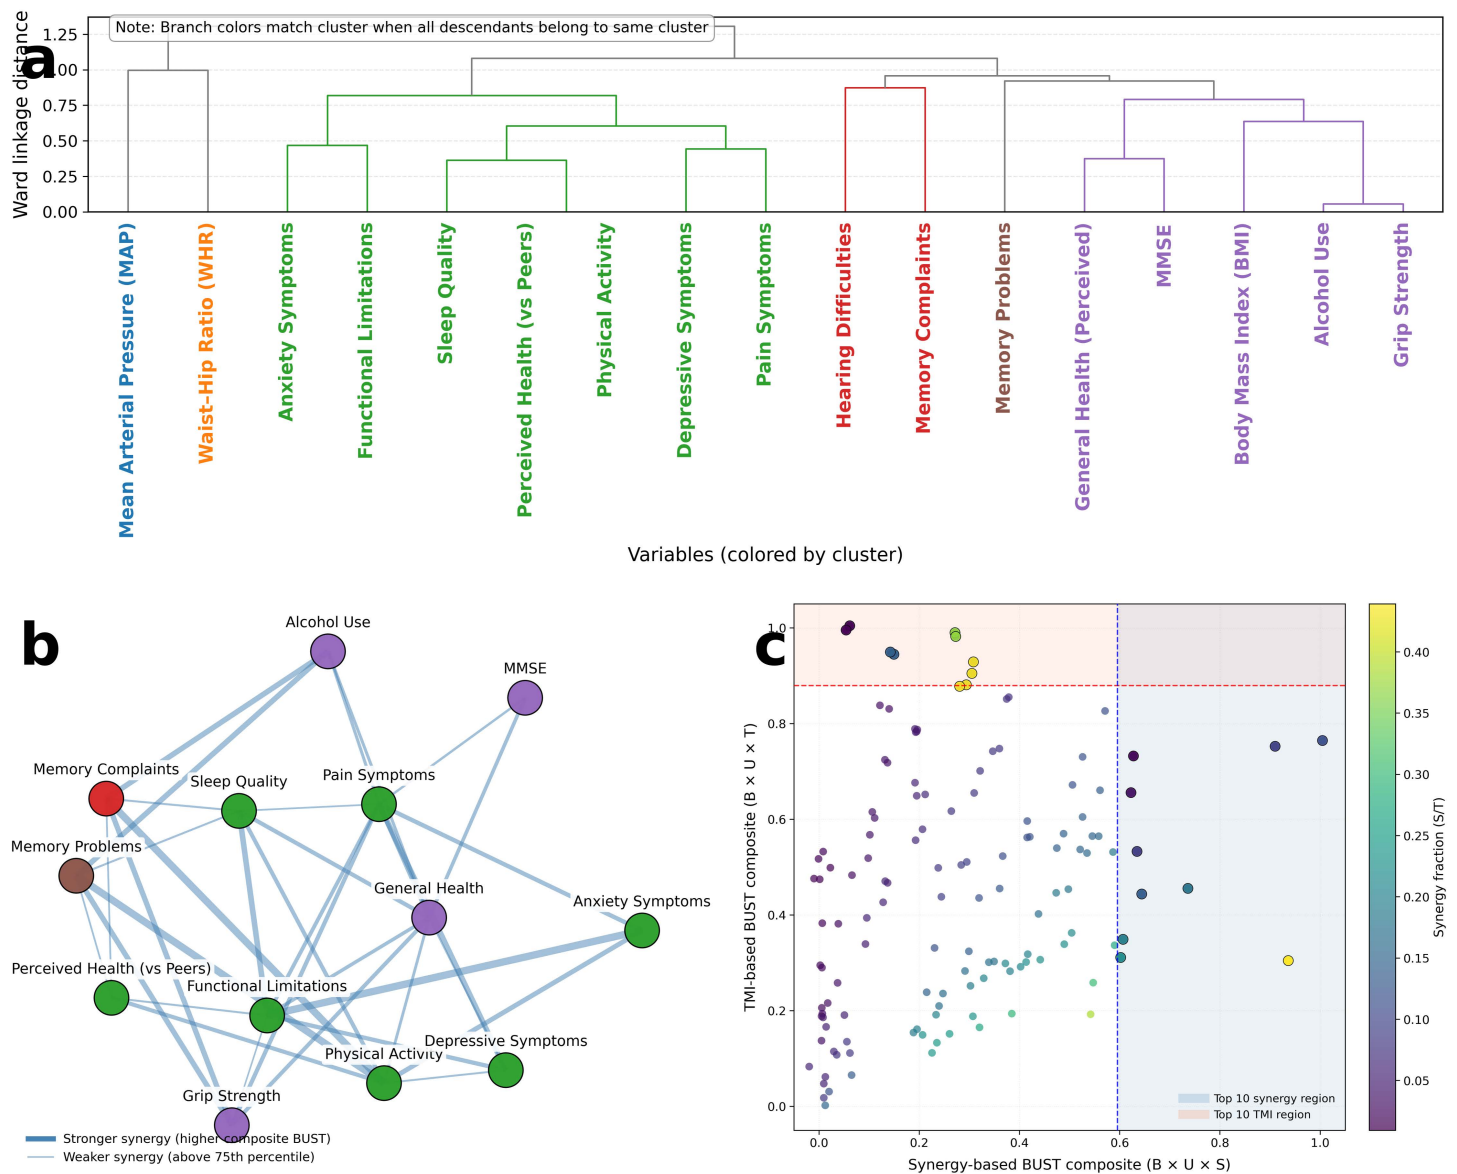 a
Note: Branch colors match cluster when all descendants belong to same cluster
Ward linkage distance
1.25
.00
0.75
0.50
0.25
0.00
Mean Arterial Pressure (MAP)
Waist–Hip Ratio (WHR)
Anxiety Symptoms
Functional Limitations
Sleep Quality
Perceived Health (vs Peers)
Physical Activity
Depressive Symptoms
Pain Symptoms
Hearing Difficulties
Memory Complaints
Memory Problems
General Health (Perceived)
MMSE
Body Mass Index (BMI)
Alcohol Use
Grip Strength
Variables (colored by cluster)
b
Alcohol Use
MMSE
Memory Complaints
Sleep Quality
Pain Symptoms
Memory Problems
General Health
Anxiety Symptoms
Perceived Health (vs Peers)
Functional Limitations
Physical Activity
Depressive Symptoms
Grip Strength
Stronger synergy (higher composite BUST)
Weaker synergy (above 75th percentile)
c
TMI-based BUST composite (B × U × T)
1.0
0.8
0.6
0.4
0.2
0.0
0.0 0.2 0.4 0.6 0.8 1.0
Synergy-based BUST composite (B × U × S)
Top 10 synergy region
Top 10 TMI region
0.40
0.35
0.30
0.25
0.20
0.15
0.10
0.05
Synergy fraction (S/T)